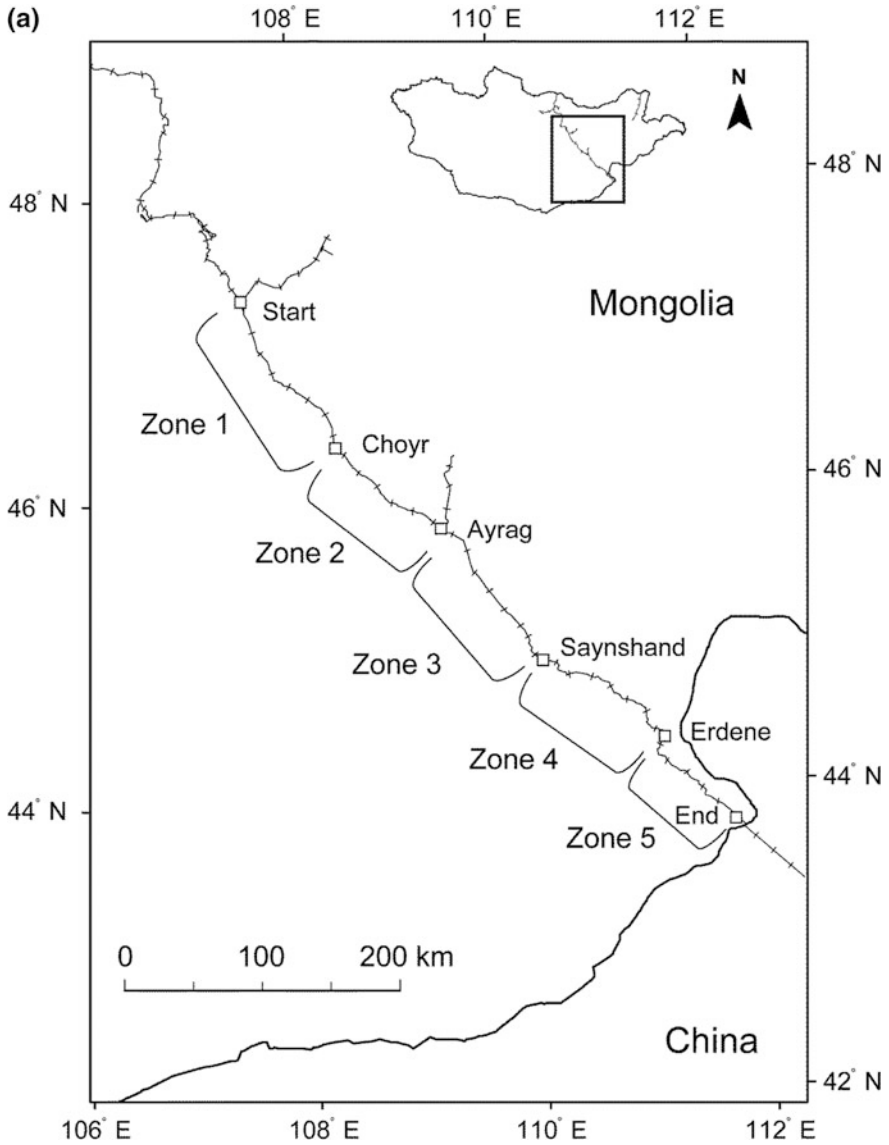 (a)
108° E
110° E
112° E
N
48° N
48° N
Mongolia
Start
Zone 1
Choyr
46° N
46° N
Ayrag
Zone 2
Zone 3
Saynshand
Erdene
Zone 4
44° N
44° N
End
Zone 5
0 100 200 km
China
42° N
106° E
108° E
110° E
112° E